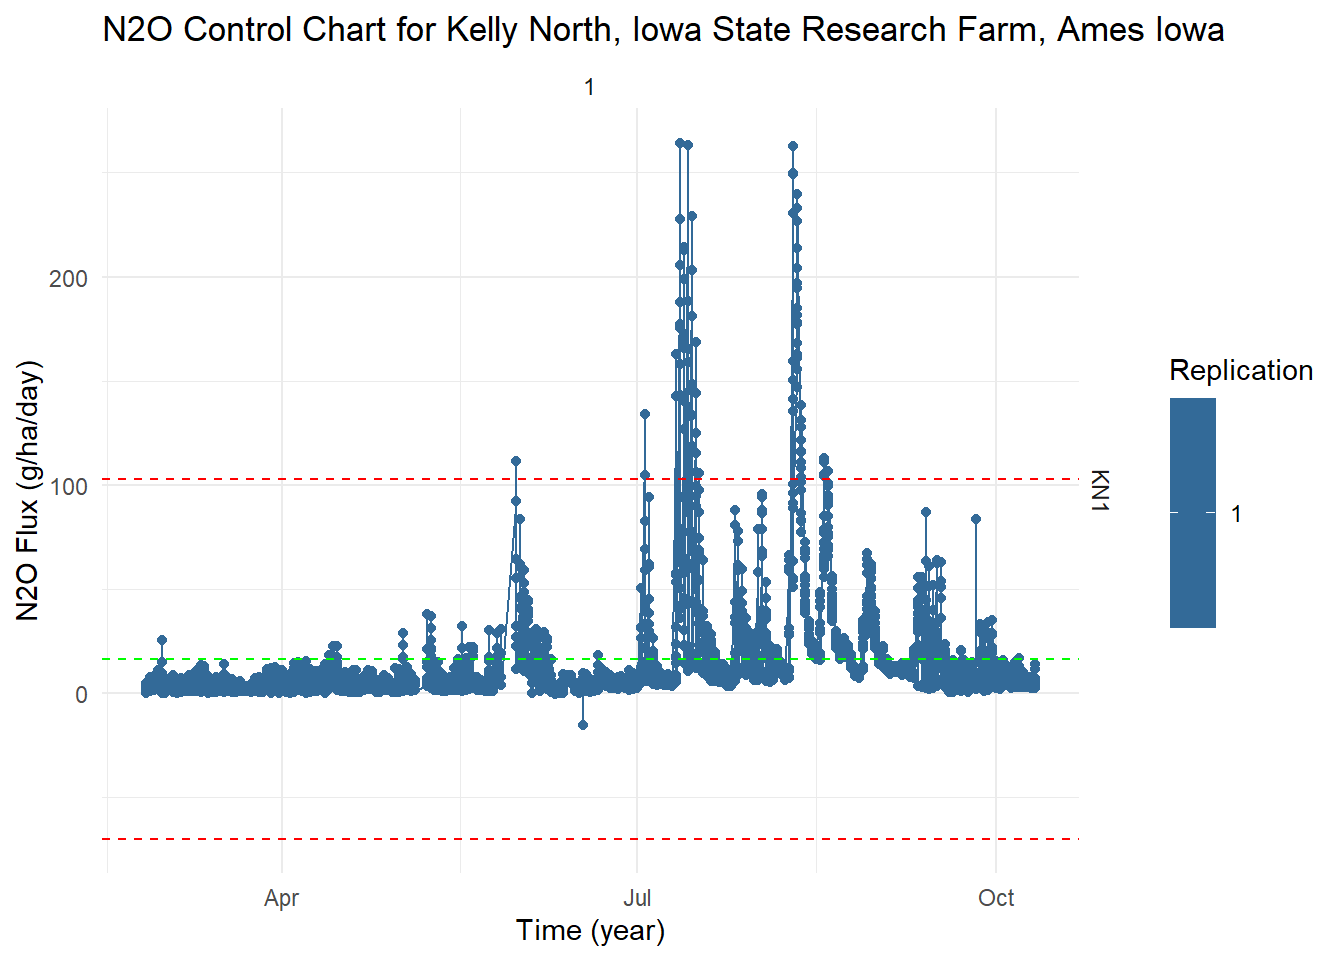 N2O Control Chart for Kelly North, Iowa State Research Farm, Ames Iowa
1
200
100
0
N2O Flux (g/ha/day)
KN1
Apr
Jul
Oct
Time (year)
Replication
1